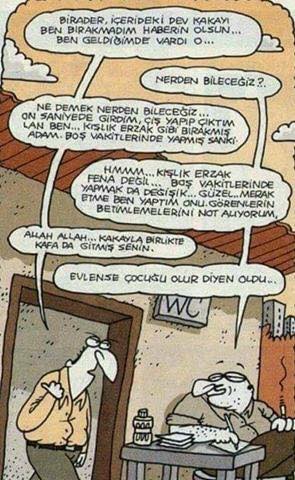 BİRADER, İÇERİDEKİ DEV KAKAYI
BEN BIRAKMADIM HABERİN OLSUN...
BEN GELDİĞİMDE VARDI O...
NERDEN BİLECEĞİZ?..
NE DEMEK NERDEN BİLECEĞİZ...
ON SANİYEDE GİRDİM, ÇİŞ YAPIP ÇIKTIM
LAN BEN... KIŞLIK ERZAK GİBİ BIRAKMIŞ
ADAM. BOŞ VAKİTLERİNDE YAPMIŞ SANKİ.
HMMM... KIŞLIK ERZAK
FENA DEĞİL... BOŞ VAKİTLERİNDE
YAPMAK DA DEĞİŞİK... GÜZEL.. MERAK
ETME BEN YAPTIM ONU. GÖRENLERİN
BETİMLEMELERİNİ NOT ALIYORUM,
ALLAH ALLAH... KAKAYLA BİRLİKTE
KAFA DA GİTMİŞ SENİN.
EVLENSE ÇOCUĞU OLUR DİYEN OLDU...
WC